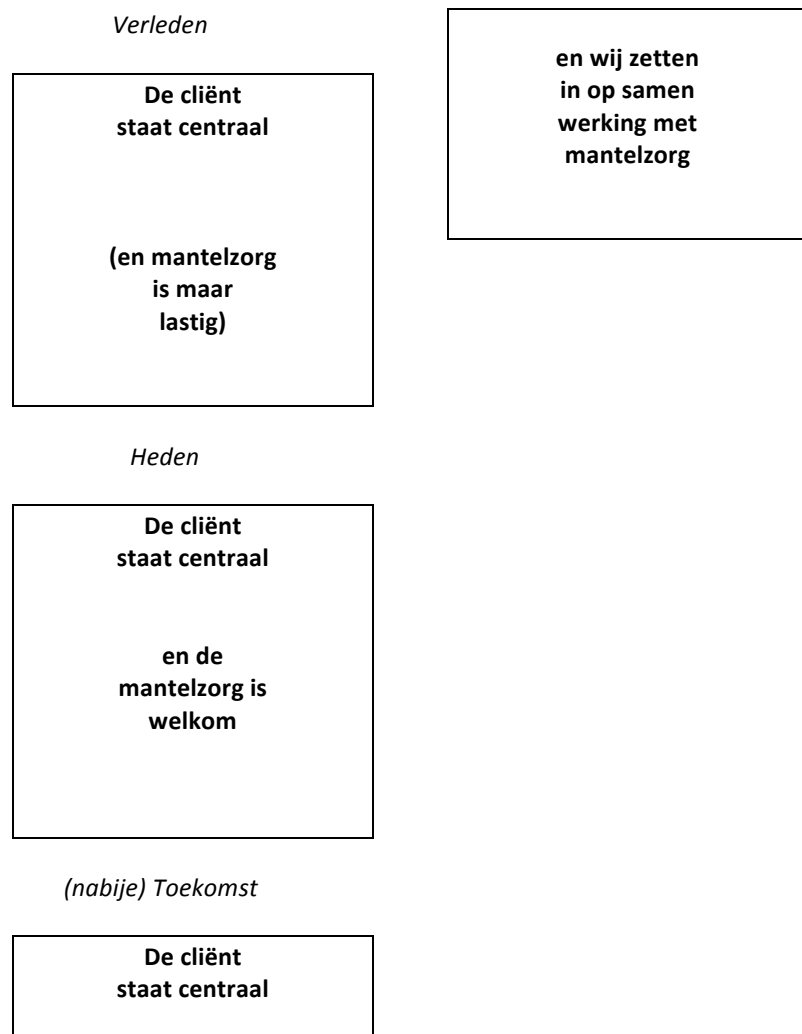 Verleden
De cliënt
staat centraal
(en mantelzorg
is maar
lastig)
Heden
De cliënt
staat centraal
en de
mantelzorg is
welkom
(nabije) Toekomst
De cliënt
staat centraal
en wij zetten
in op samen
werking met
mantelzorg